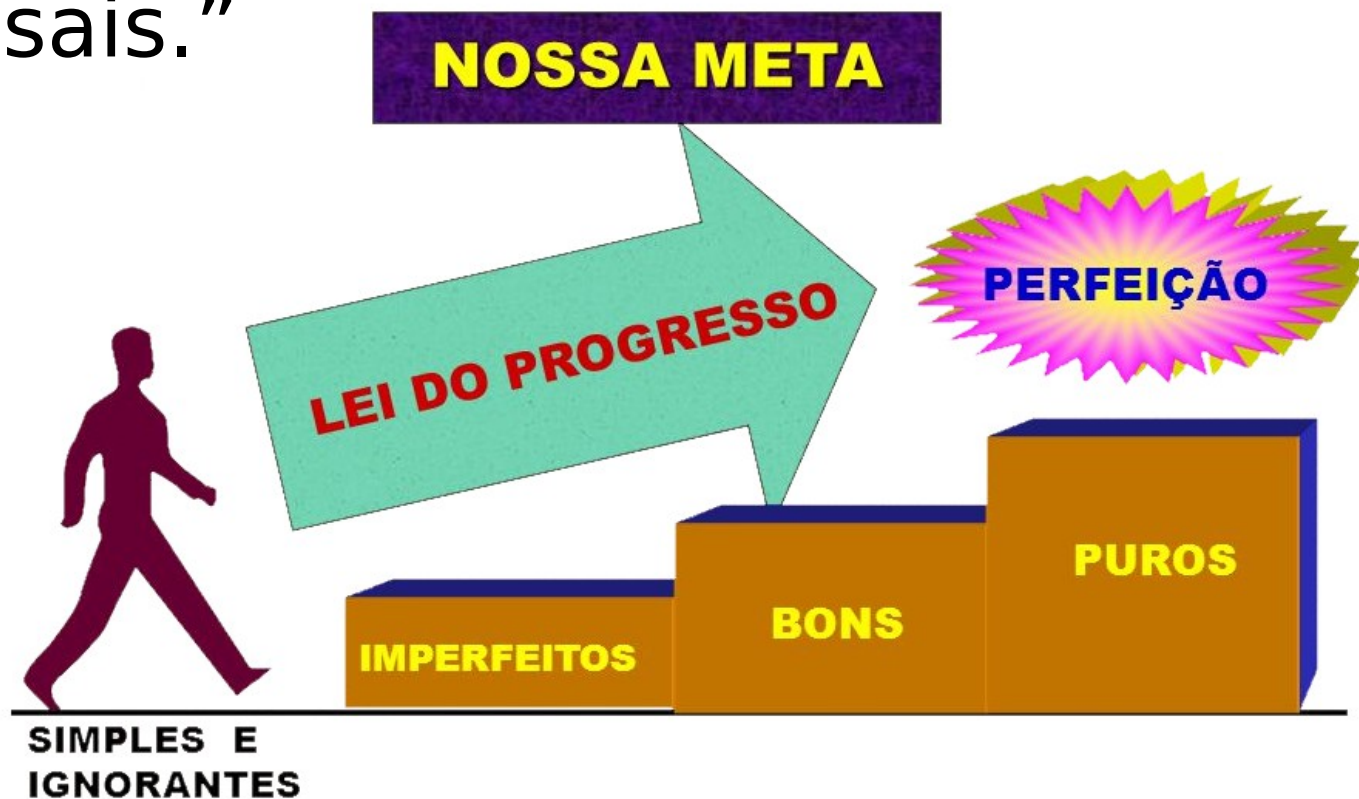 sais.”
NOSSA META
PERFEIÇÃO
LEI DO PROGRESSO
PUROS
BONS
IMPERFEITOS
SIMPLES E
IGNORANTES